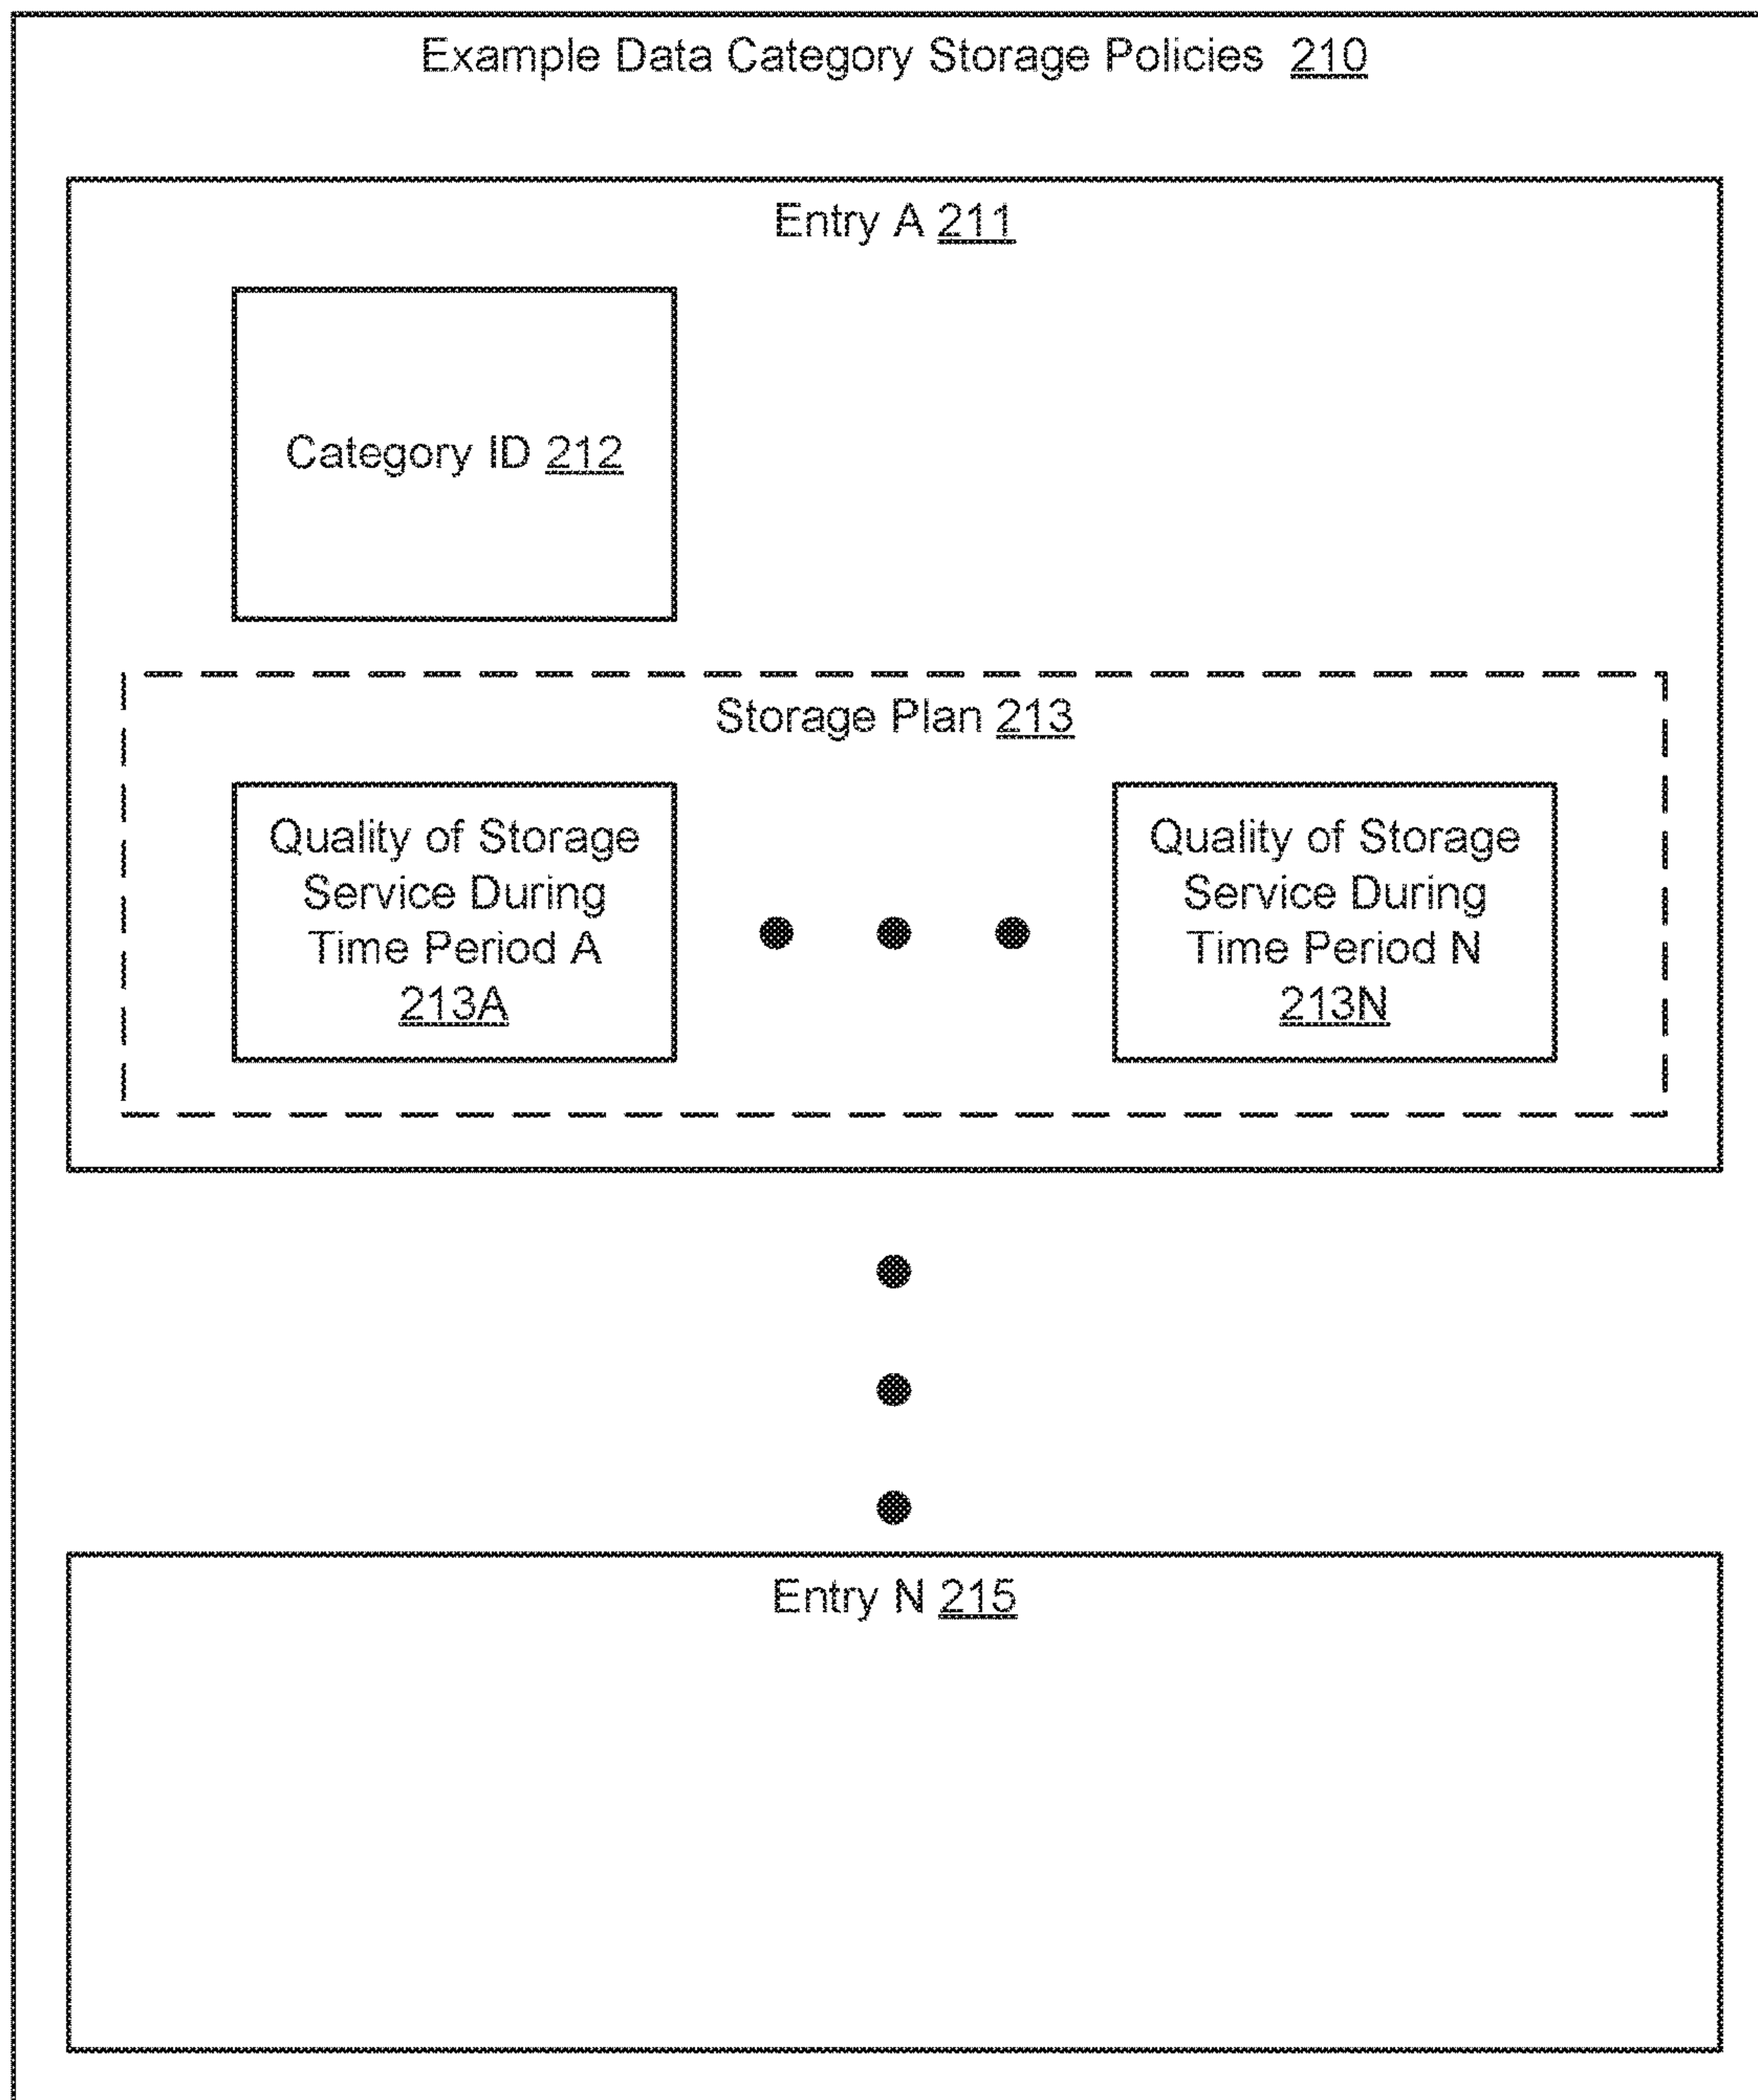 Example Data Category Storage Policies 210
Entry A 211
Category ID 212
Storage Plan 213
Quality of Storage
Service During
Time Period A
213A
Quality of Storage
Service During
Time Period N
213N
Entry N 215